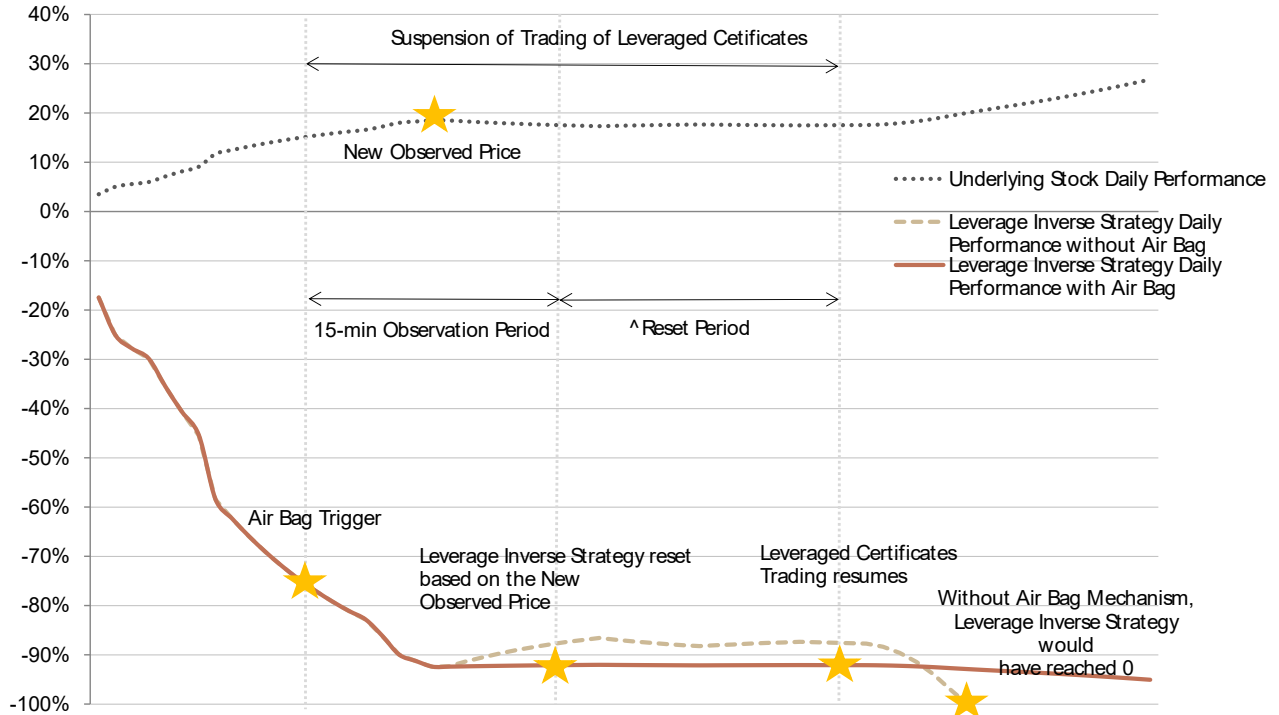 40%
Suspension of Trading of Leveraged Cetificates
30%
20%
New Observed Price
10%
Underlying Stock Daily Performance
0%
Leverage Inverse Strategy Daily
Performance without Air Bag
-10%
Leverage Inverse Strategy Daily
Performance with Air Bag
-20%
15-min Observation Period
^ Reset Period
-30%
-40%
-50%
-60%
Air Bag Trigger
-70%
Leverage Inverse Strategy reset
based on the New
Observed Price
Leveraged Certificates
Trading resumes
-80%
Without Air Bag Mechanism,
Leverage Inverse Strategy
would
have reached 0
-90%
-100%